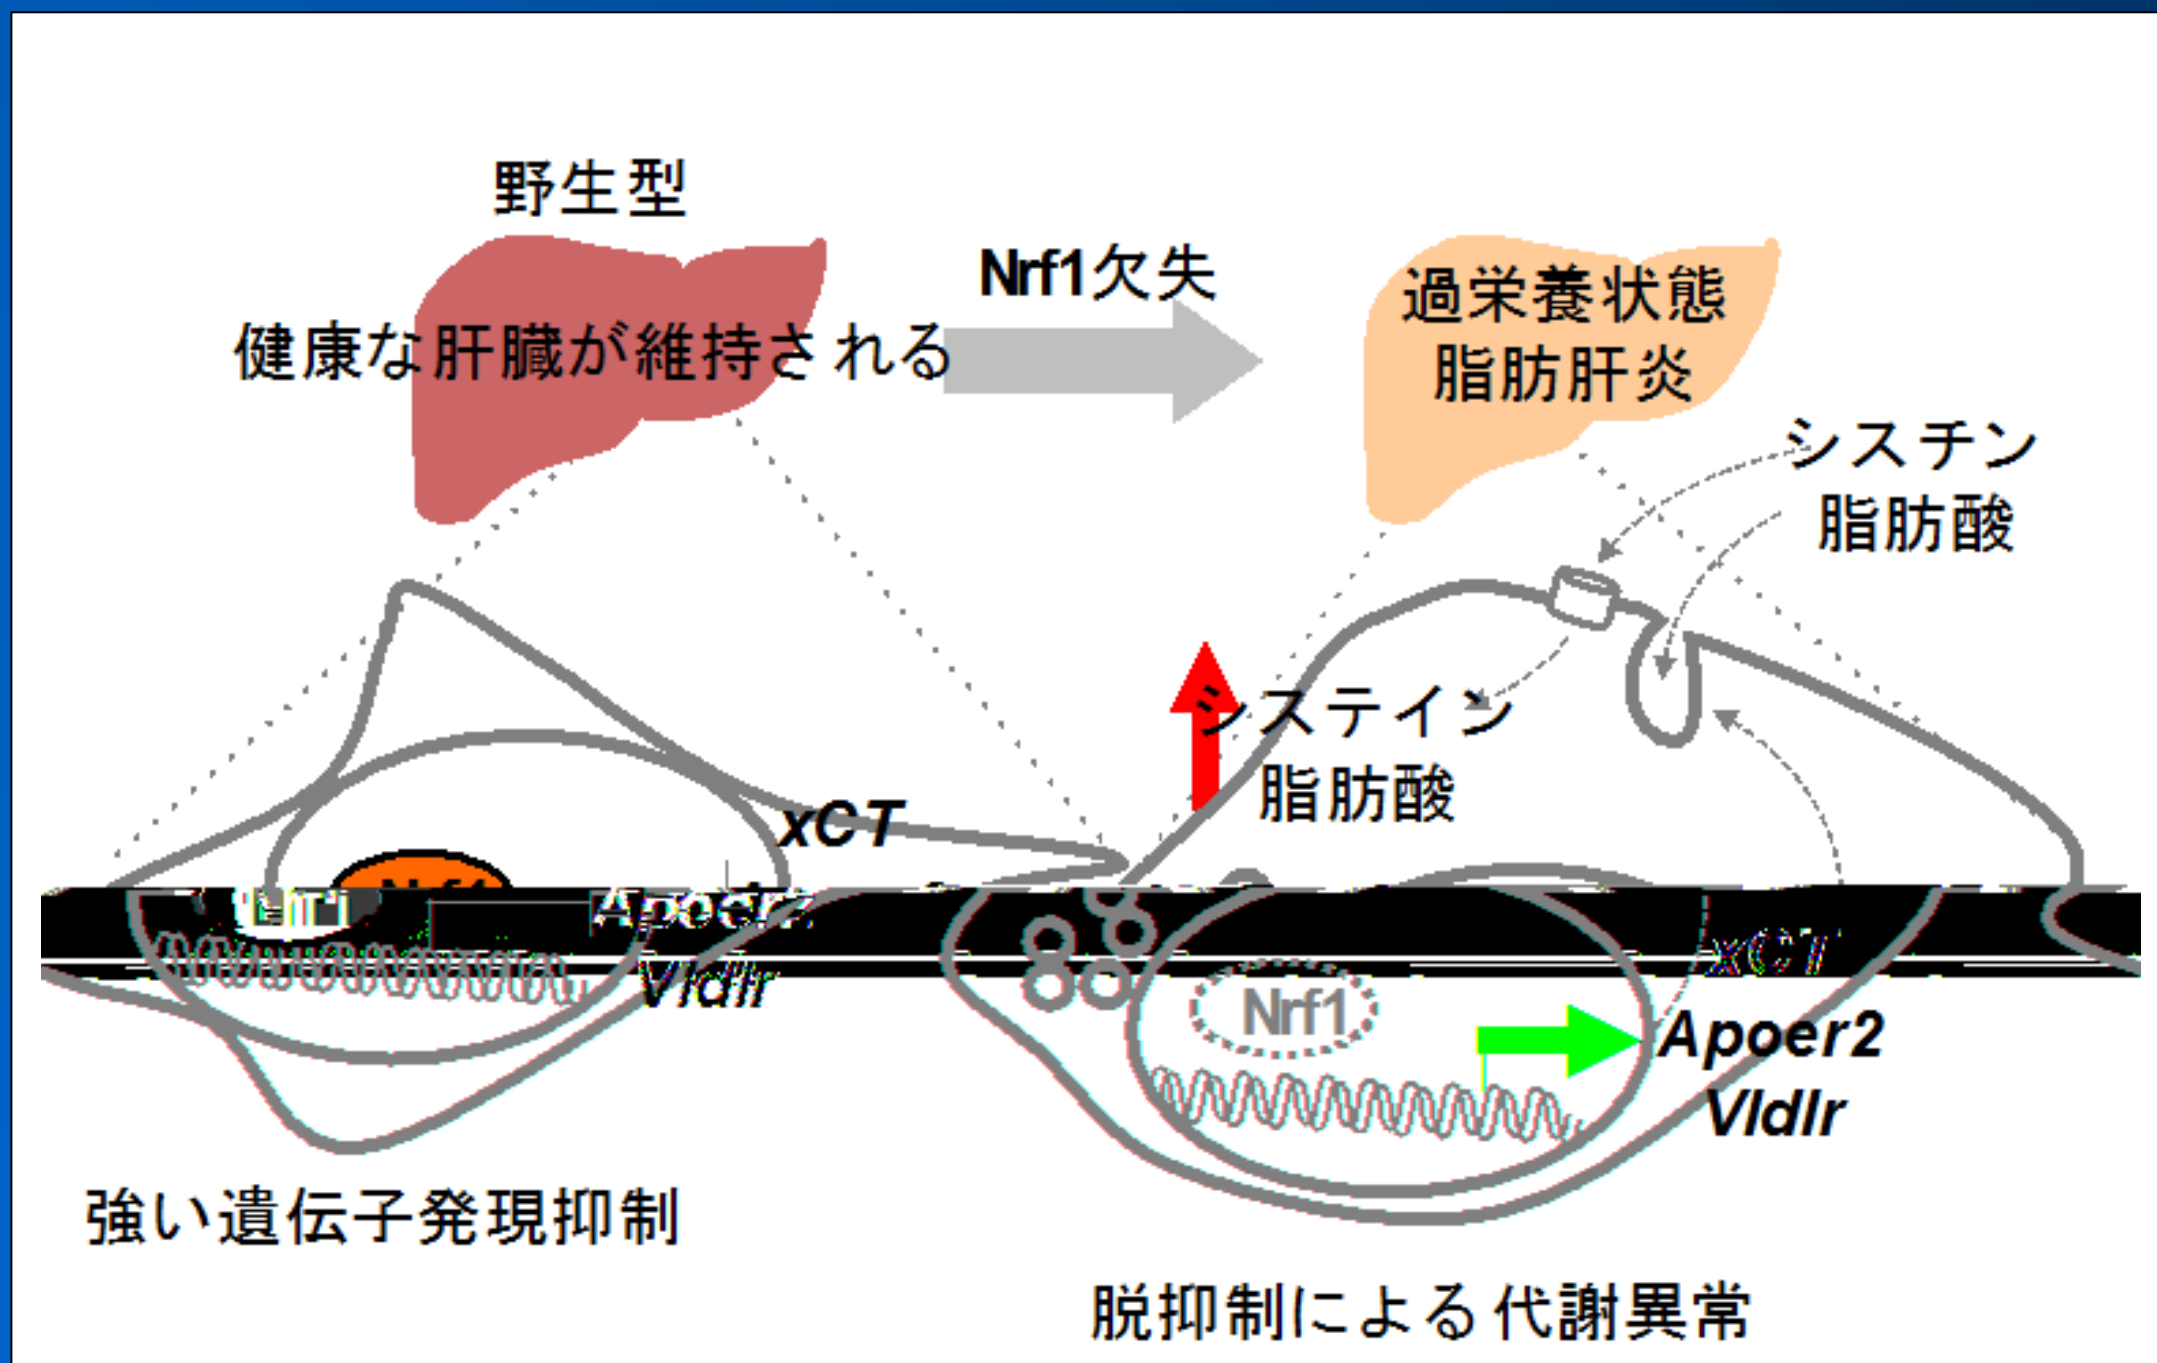 野生型
健康な肝臓が維持される
Nrf1欠失
過栄養状態
脂肪肝炎
シスチン
脂肪酸
システイン
脂肪酸
xCT
Apoer2
Vldlr
強い遺伝子発現抑制
Nrf1
xCT
Apoer2
Vldlr
脱抑制による代謝異常